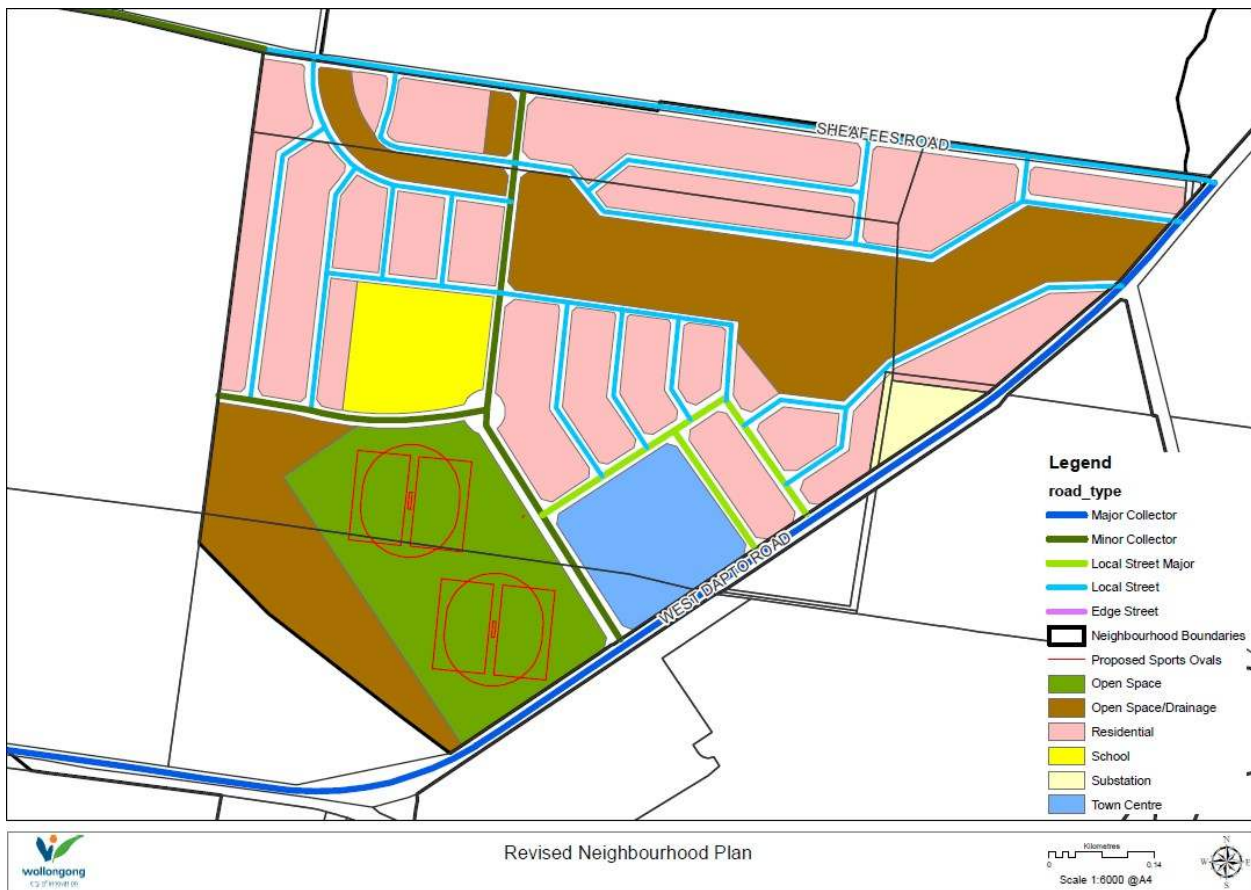 SHEAFFES ROAD
WEST DAPTO ROAD
Legend
road_type
Major Collector
Minor Collector
Local Street Major
Local Street
Edge Street
Neighbourhood Boundaries
Proposed Sports Ovals
Open Space
Open Space/Drainage
Residential
School
Substation
Town Centre
wollongong
Revised Neighbourhood Plan
Kilometres
0 0.14
Scale 1:6000 @A4
N
W E
S